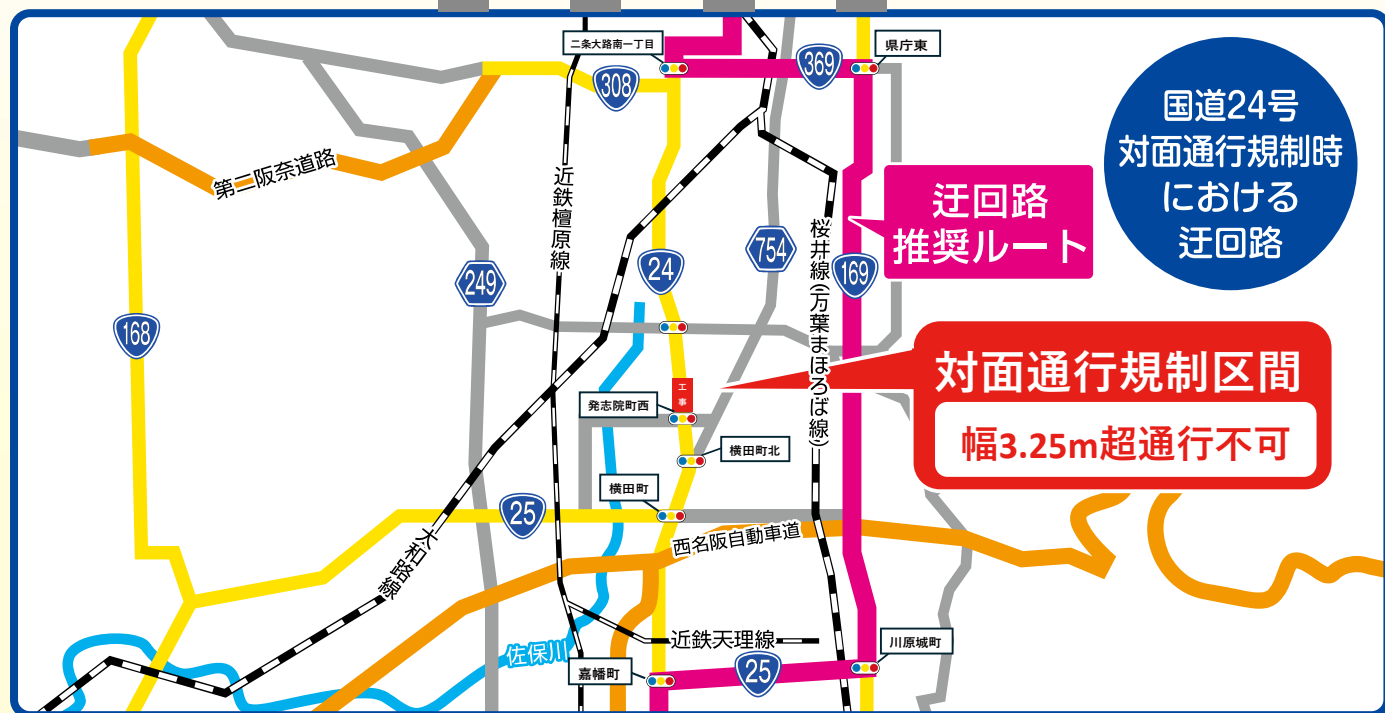 二条大路南一丁目
県庁東
308
369
国道24号
対面通行規制時
における
迂回路
第二阪奈道路
近鉄橿原線
迂回路
推奨ルート
24
754
桜井線(万葉まほろば線)
169
249
168
対面通行規制区間
幅3.25m超通行不可
工事
発志院町西
横田町北
横田町
25
西名阪自動車道
大和路線
近鉄天理線
川原城町
佐保川
嘉幡町
25